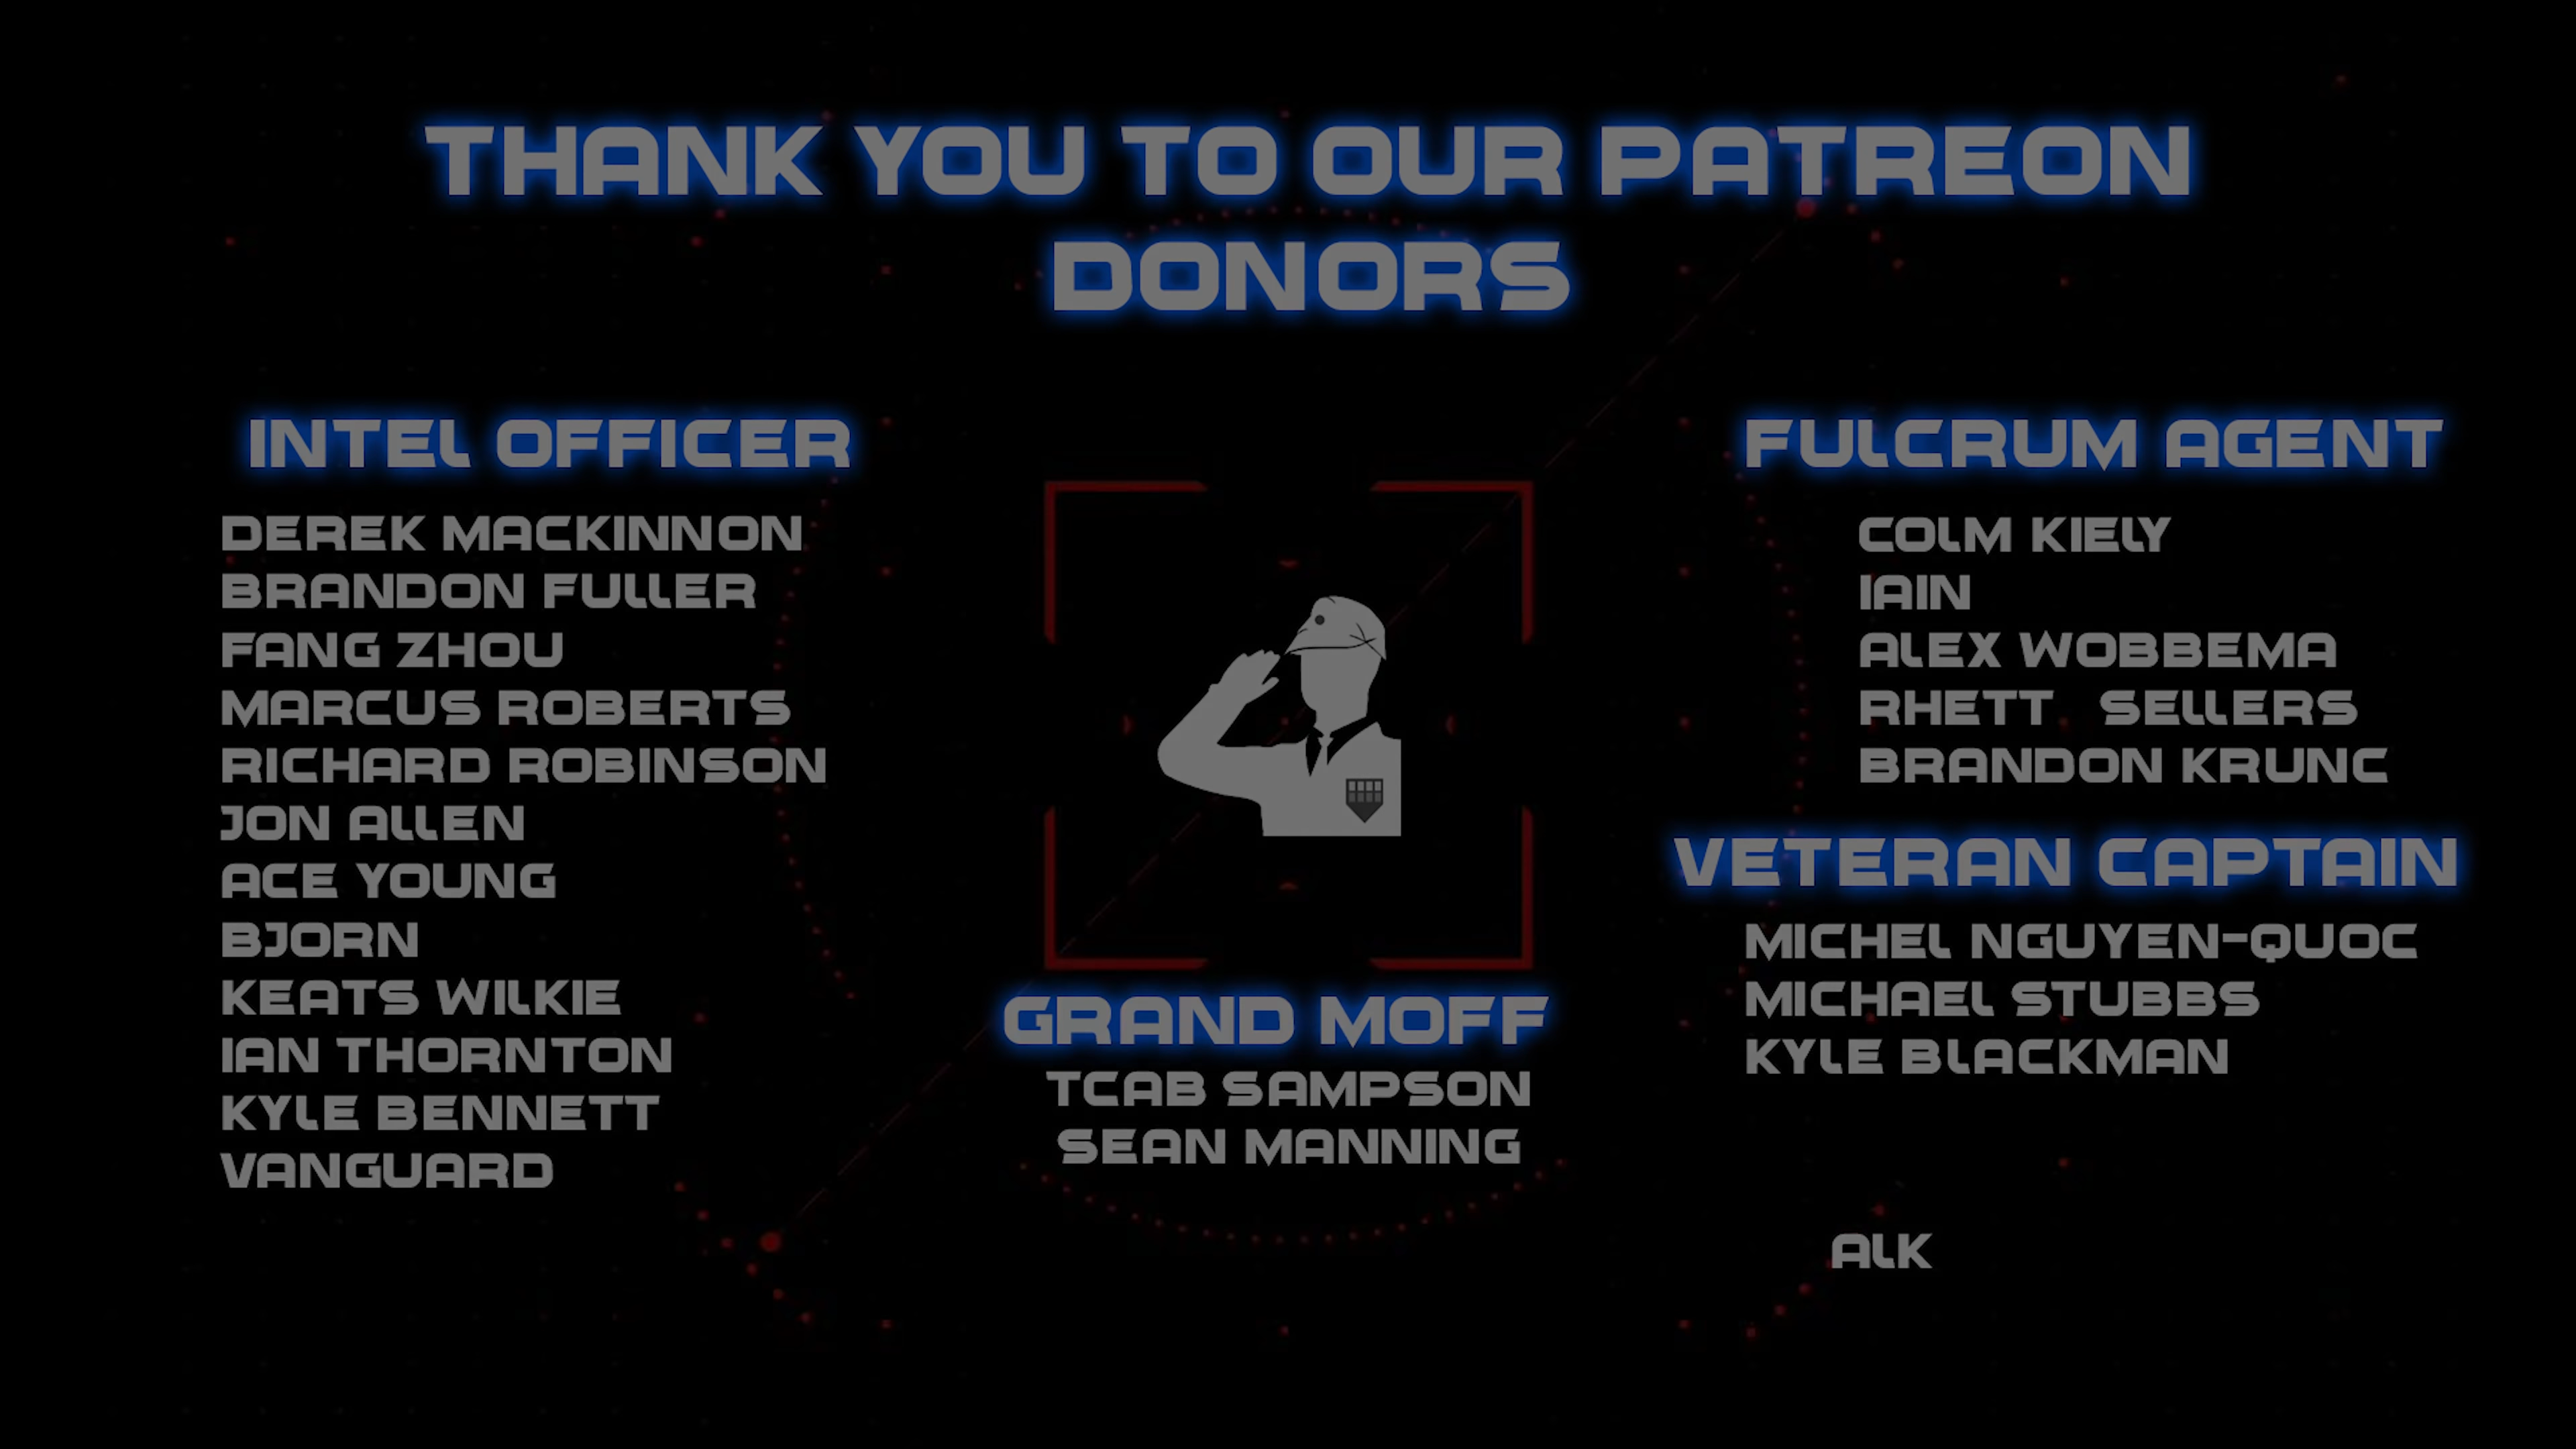 THANK YOU TO OUR PATREON
DONORS
INTEL OFFICER
DEREK MACKINNON
BRANDON FULLER
FANG ZHOU
MARCUS ROBERTS
RICHARD ROBINSON
JON ALLEN
ACE YOUNG
BJORN
KEATS WILKIE
IAN THORNTON
KYLE BENNETT
VANGUARD
GRAND MOFF
TCAB SAMPSON
SEAN MANNING
FULCRUM AGENT
COLM KIELY
IAIN
ALEX WOBBEMA
RHETT SELLERS
BRANDON KRUNC
VETERAN CAPTAIN
MICHEL NGUYEN-QUOC
MICHAEL STUBBS
KYLE BLACKMAN
ALK